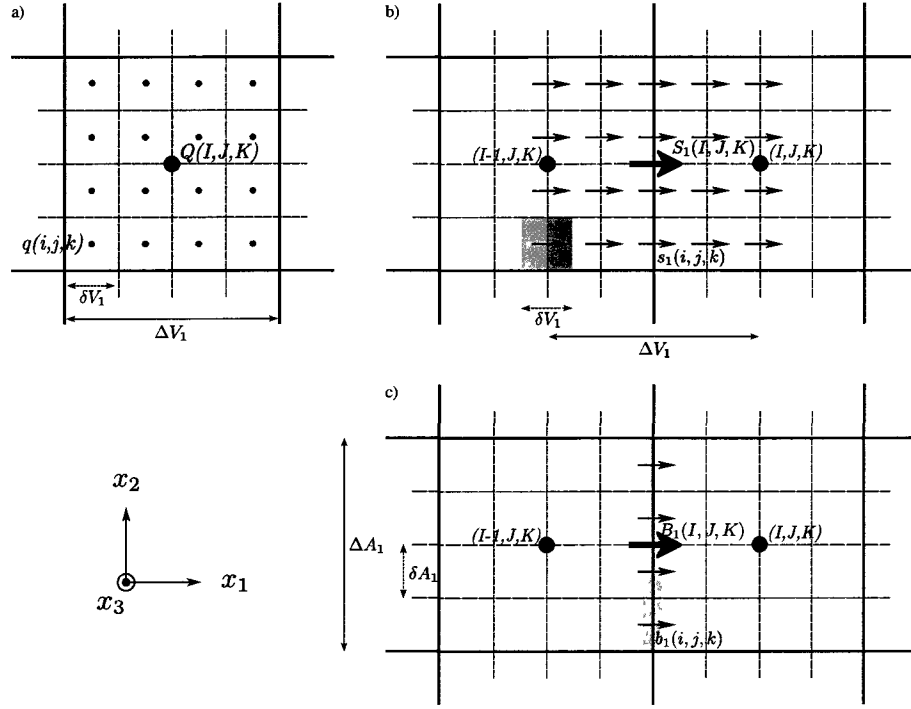 a)
Q(I,J,K)
q(i,j,k)
δV₁
ΔV₁
b)
(I-1,J,K)
S₁(I,J,K)
(I,J,K)
s₁(i,j,k)
δV₁
ΔV₁
c)
(I-1,J,K)
B₁(I,J,K)
(I,J,K)
b₁(i,j,k)
ΔA₁
δA₁
x₂
x₁
x₃